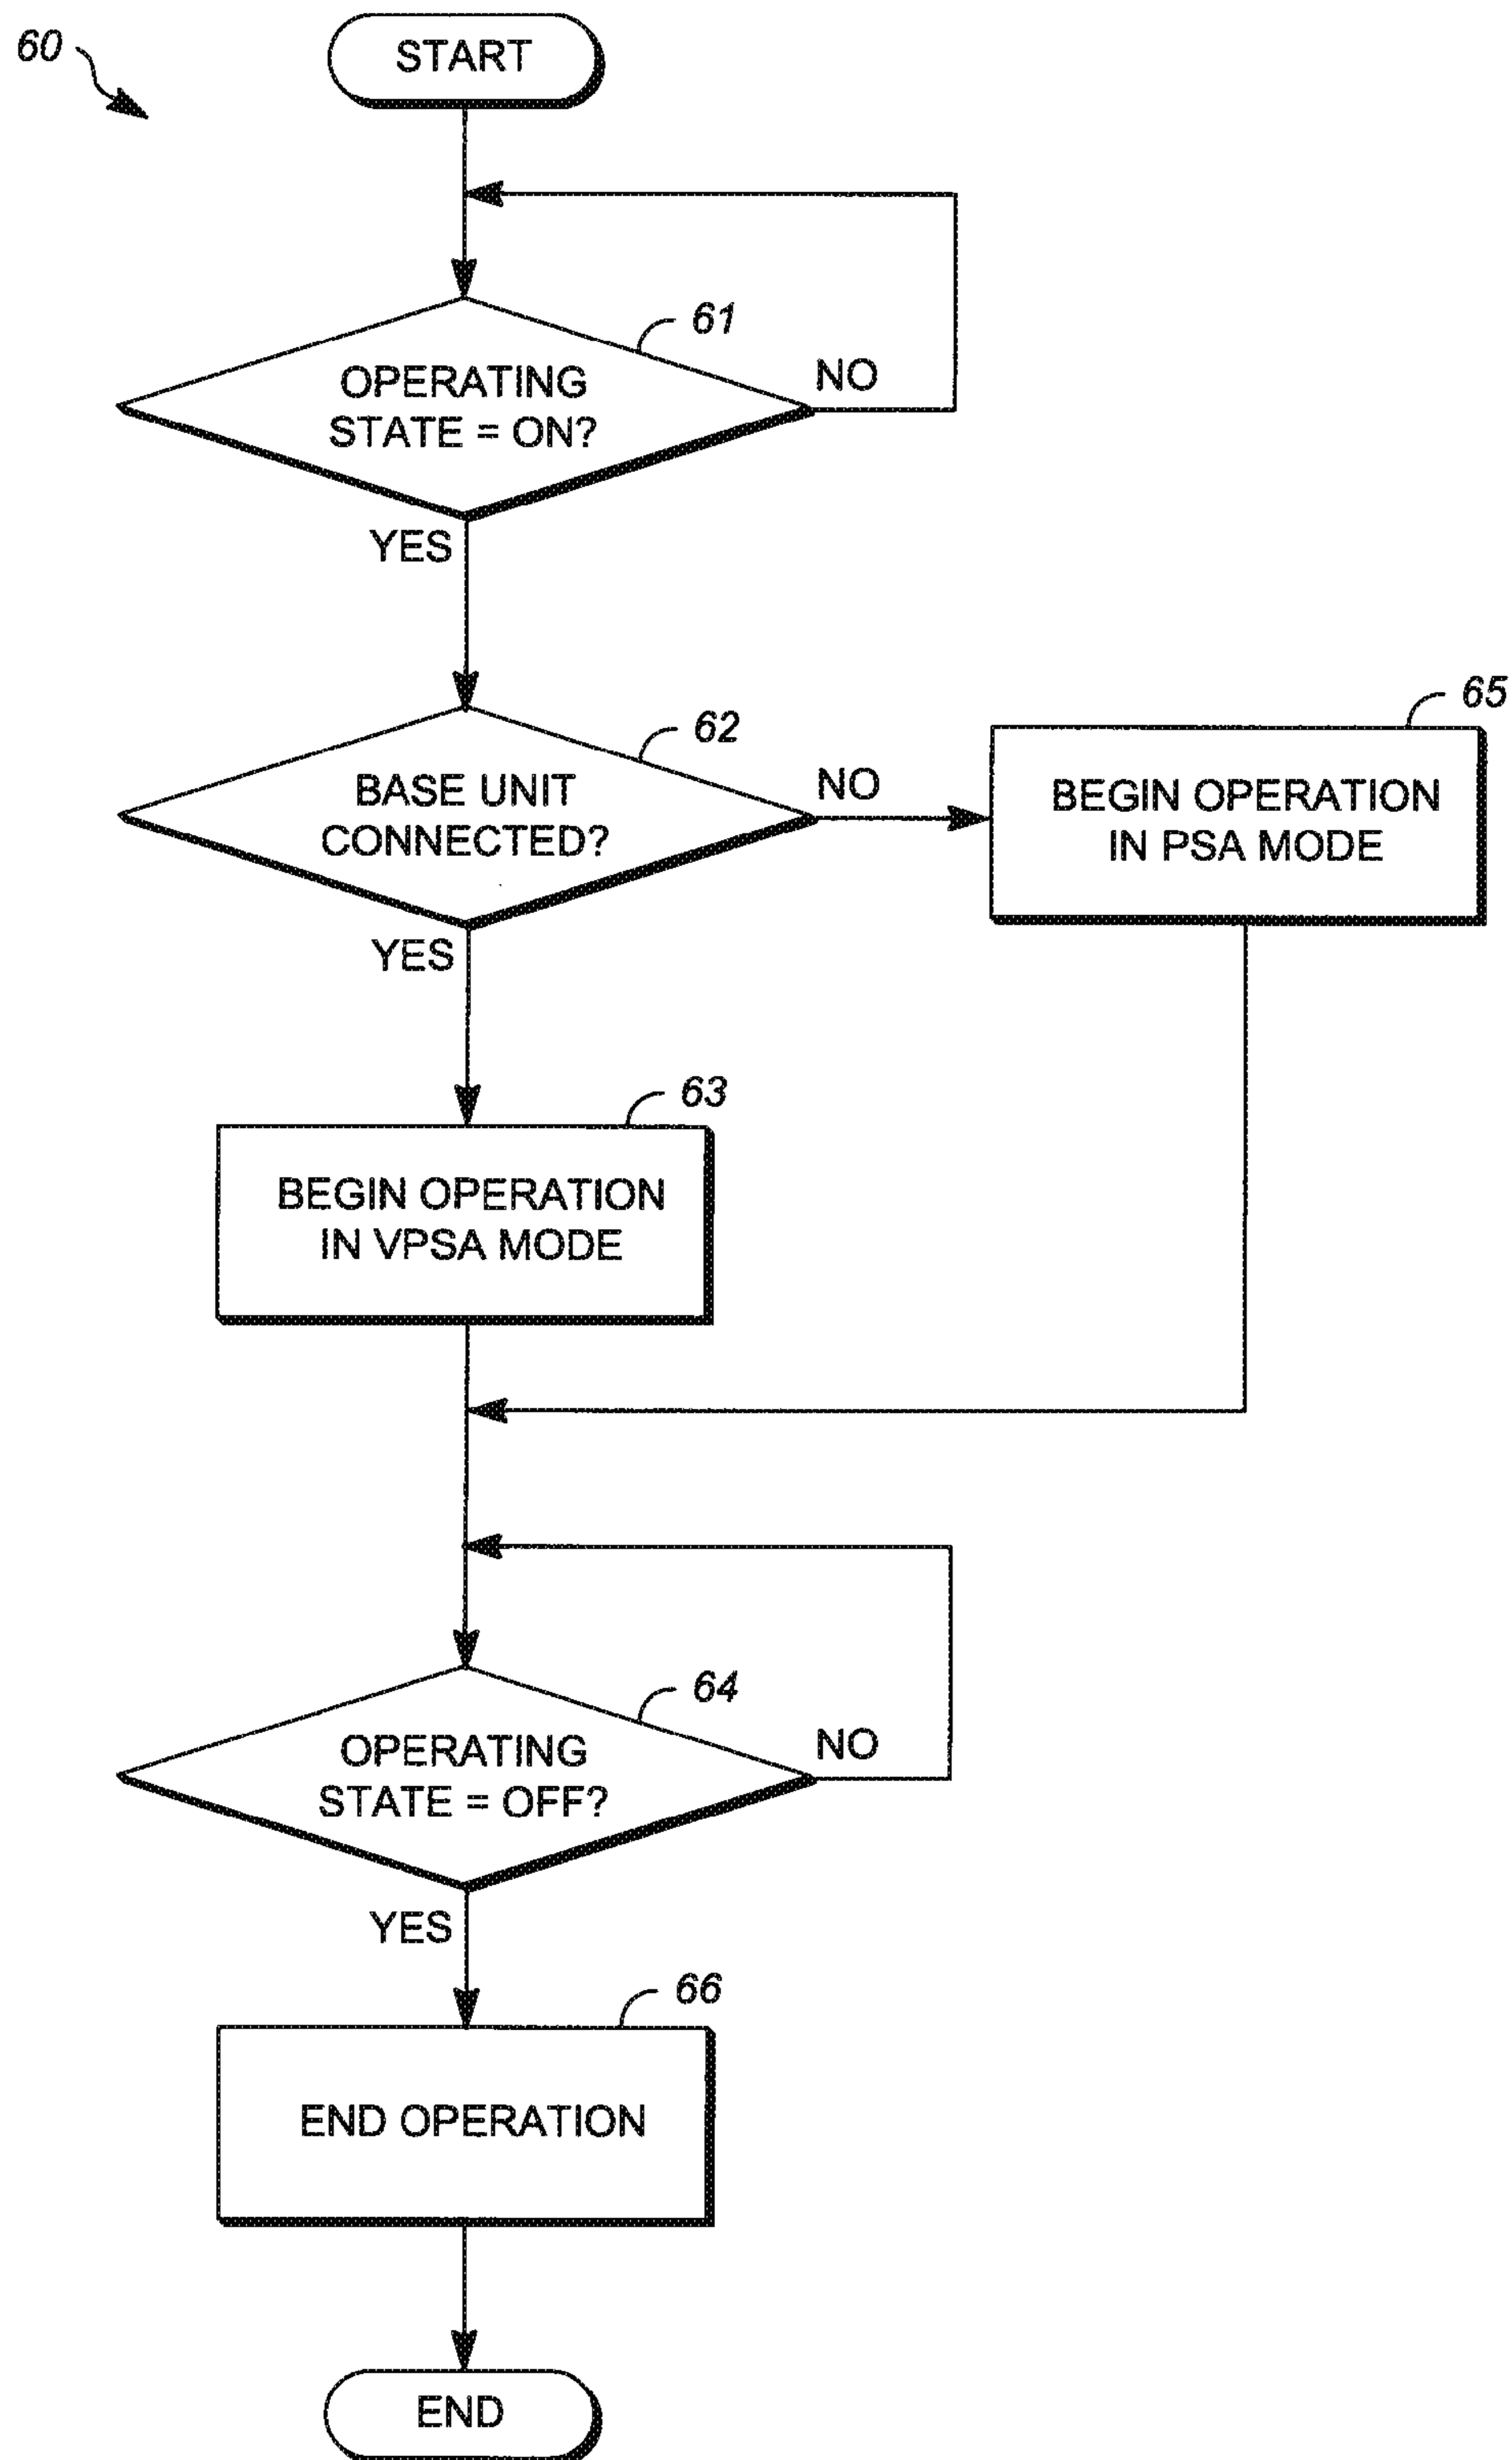 60
START
61
OPERATING
STATE = ON?
NO
YES
62
BASE UNIT
CONNECTED?
NO
65
BEGIN OPERATION
IN PSA MODE
YES
63
BEGIN OPERATION
IN VPSA MODE
64
OPERATING
STATE = OFF?
NO
YES
66
END OPERATION
END